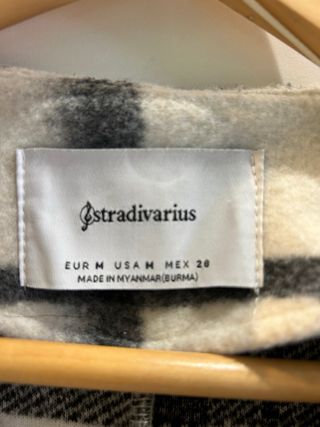 stradivarius
EUR M USA M MEX 28
MADE IN MYANMAR(BURMA)